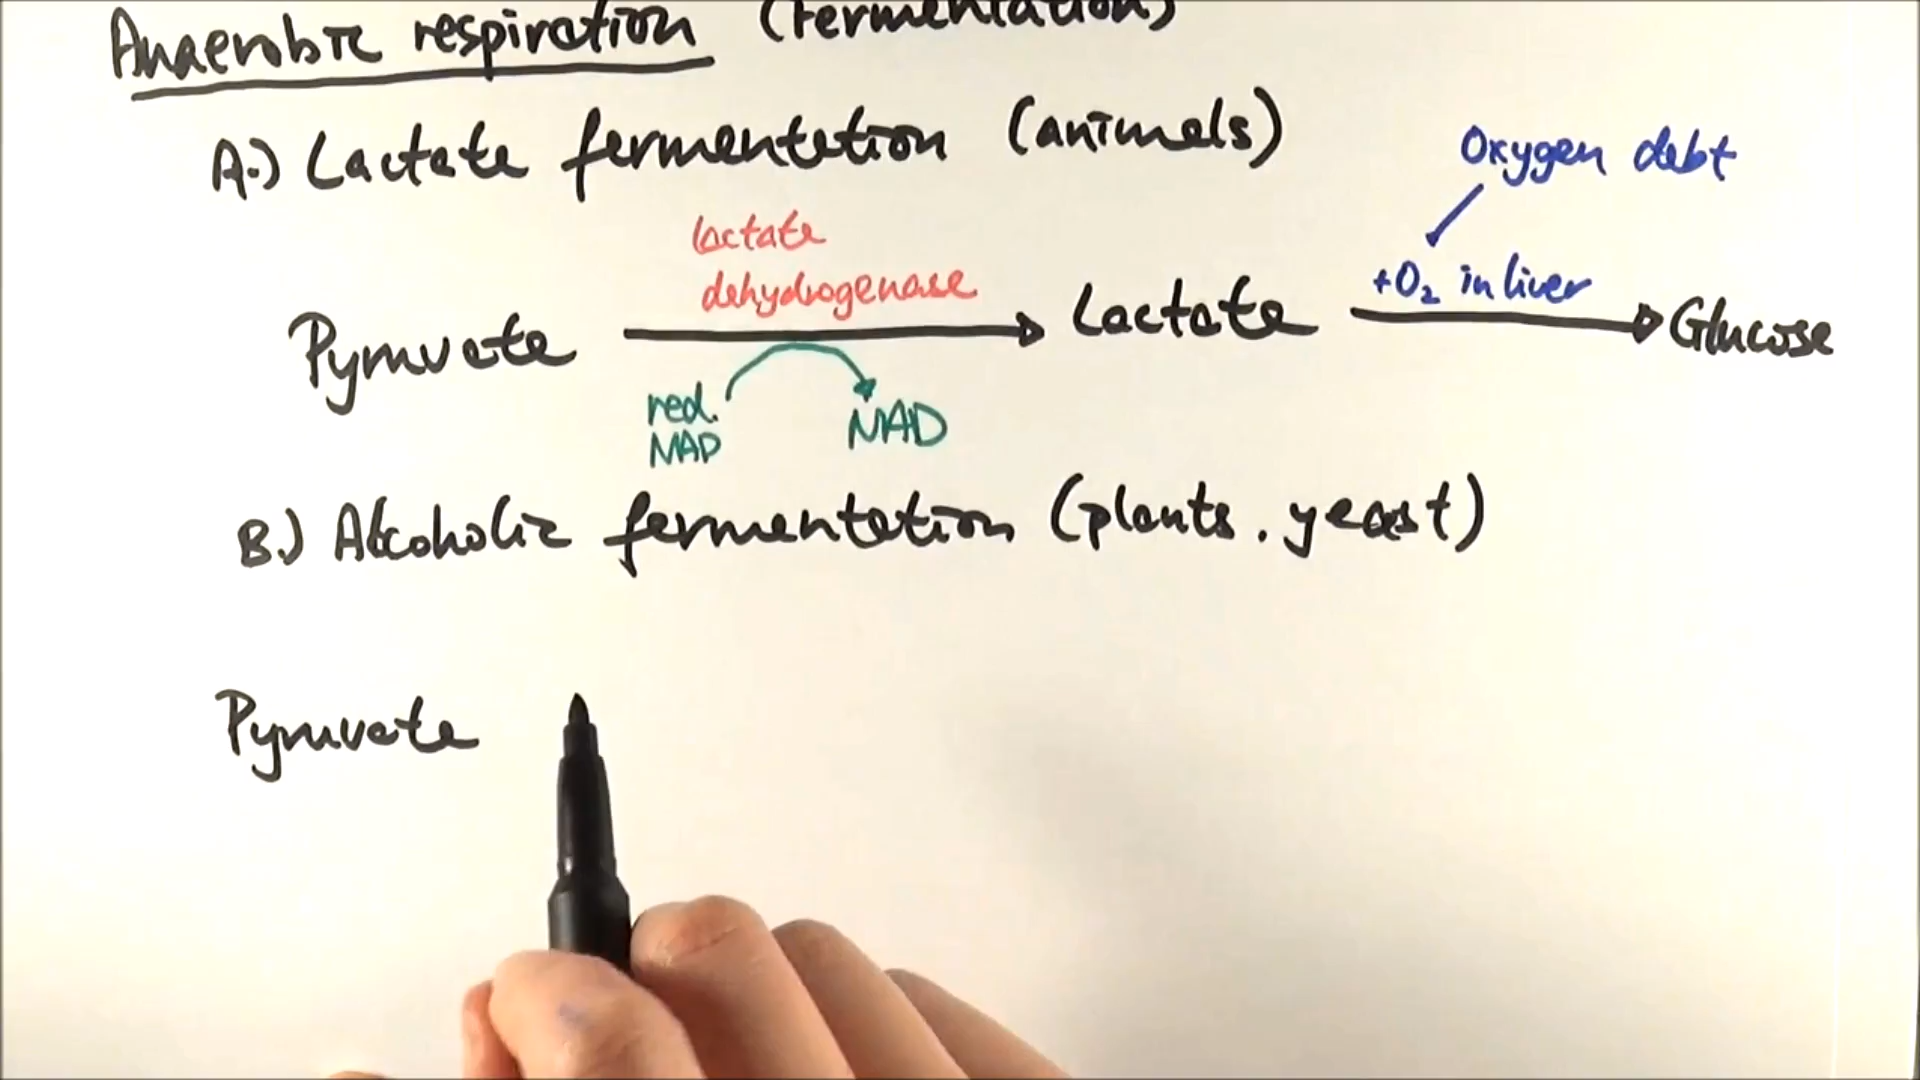 Anaerobic respiration (Fermentation)
A.) Lactate fermentation (animals)
Oxygen debt
lactate
dehydrogenase
+O₂ in liver
Pyruvate
Lactate
Glucose
red.
NAD
NAD
B.) Alcoholic fermentation (plants. yeast)
Pyruvate